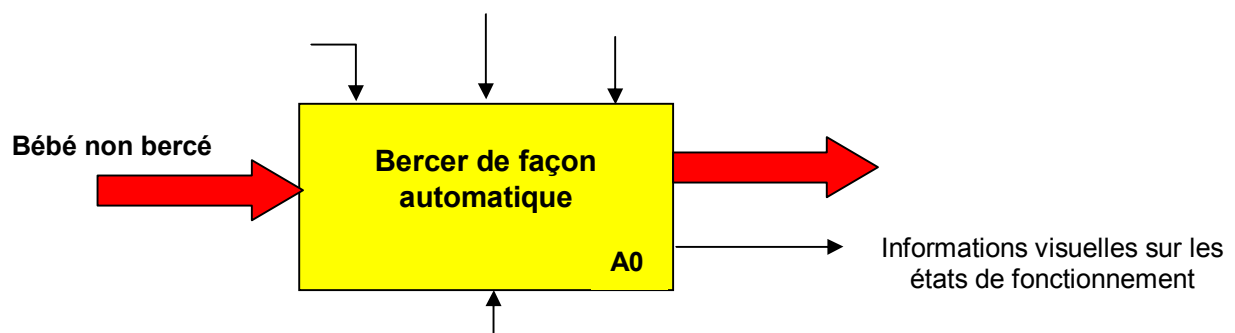 Bébé non bercé
Bercer de façon
automatique
A0
Informations visuelles sur les
états de fonctionnement